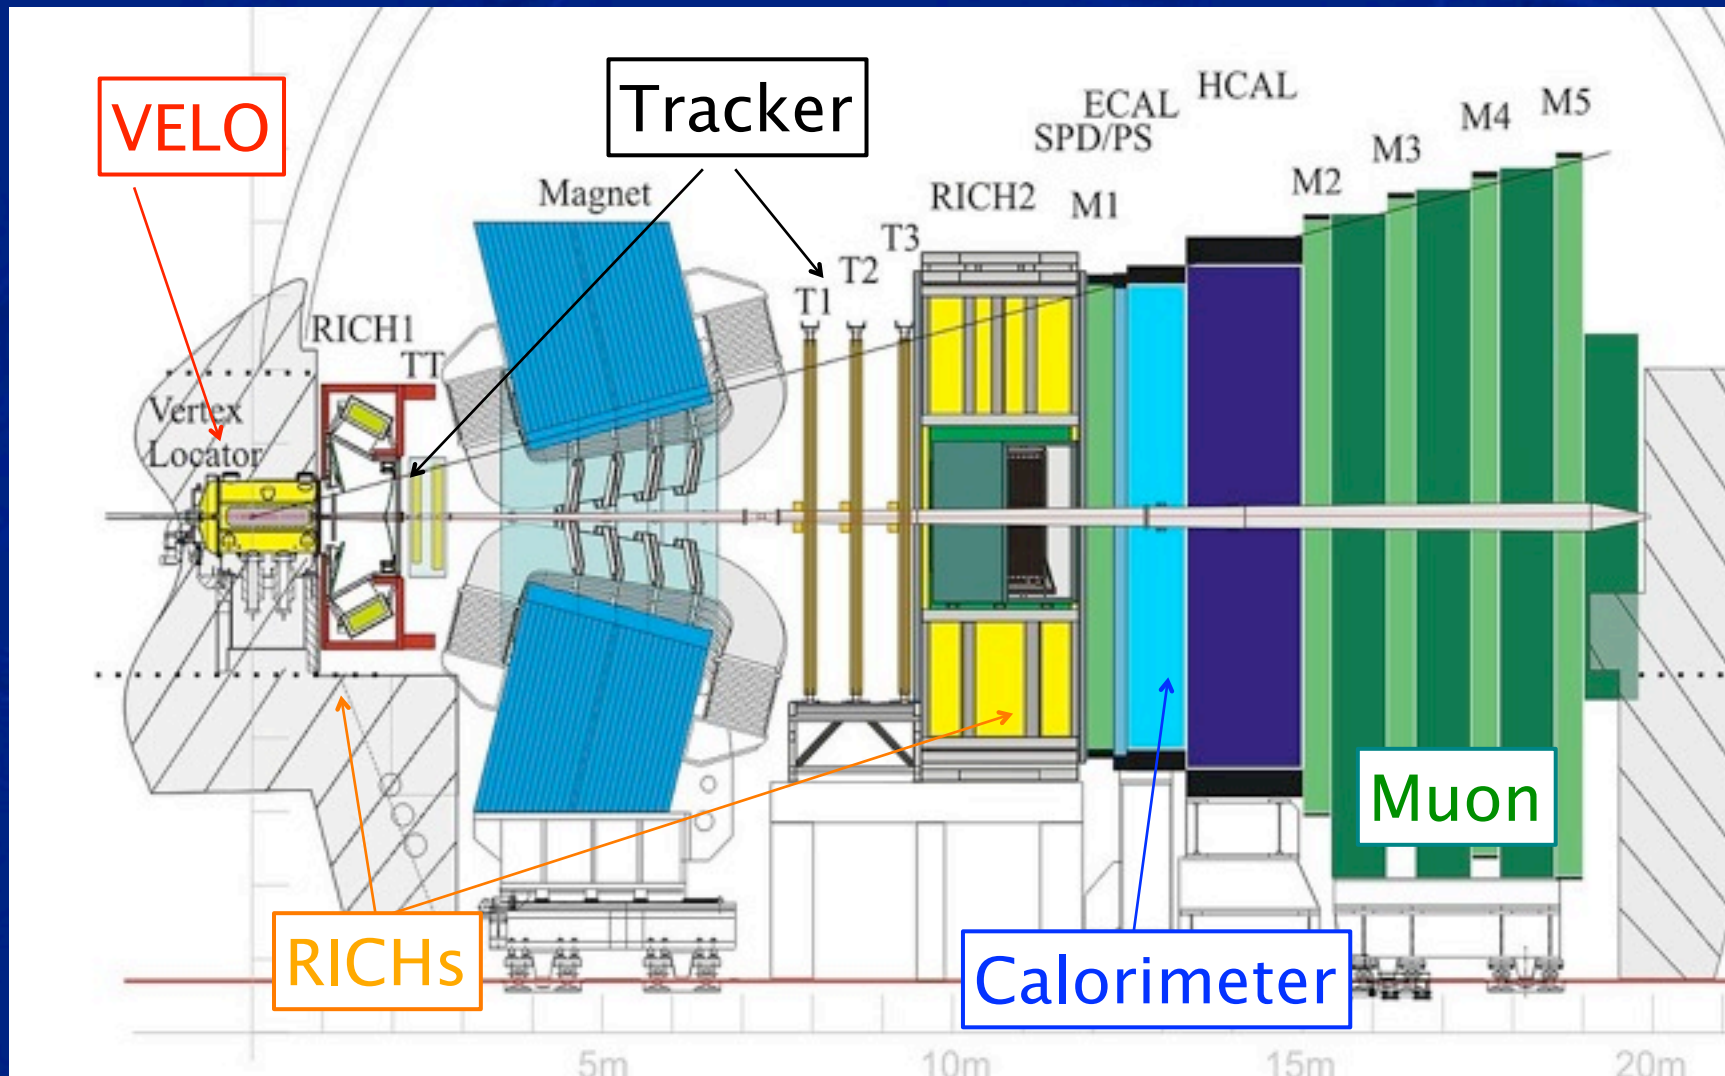 VELO
Tracker
Magnet
RICH1
TT
Vertex
Locator
T1
T2
T3
RICH2
M1
SPD/PS
ECAL
HCAL
M2
M3
M4
M5
Muon
RICHs
Calorimeter
5m
10m
15m
20m